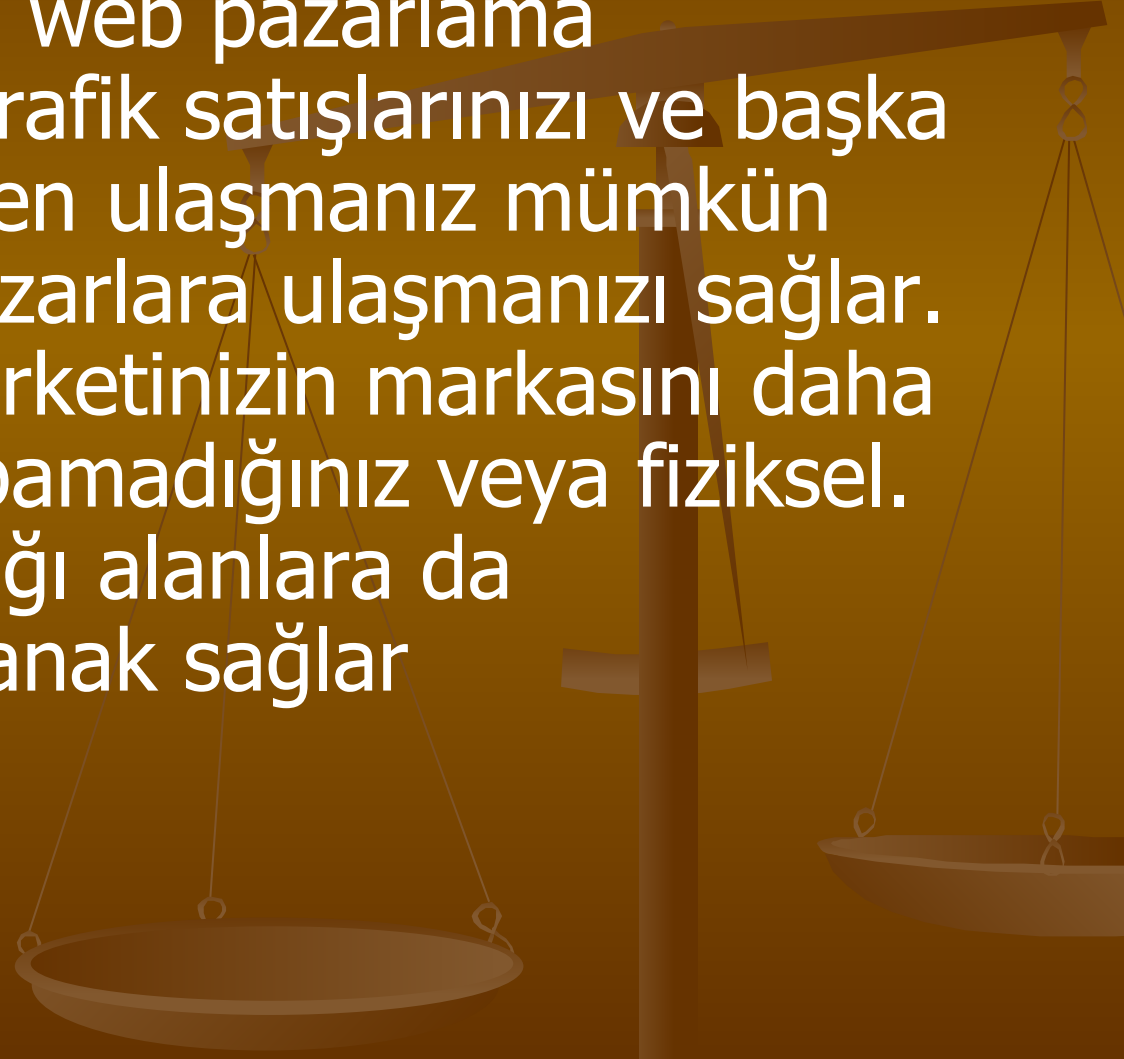 web pazarlama
rafik satışlarınızı ve başka
en ulaşmanız mümkün
zarlara ulaşmanızı sağlar.
rketinizin markasını daha
pamadığınız veya fiziksel.
ğı alanlara da
anak sağlar